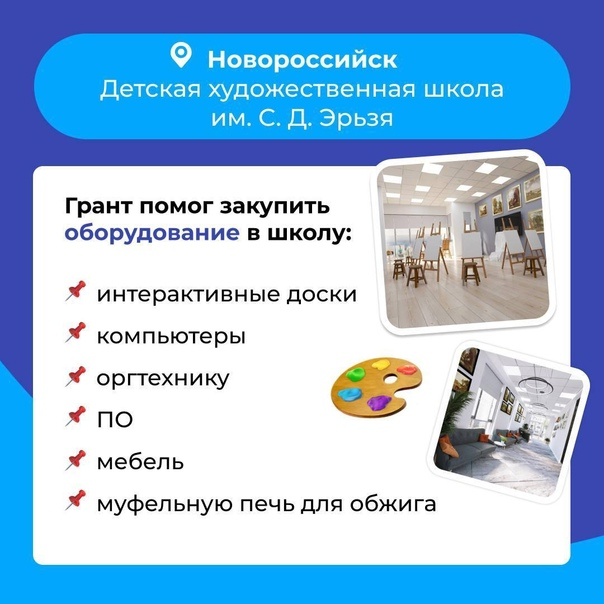 Новороссийск
Детская художественная школа
им. С. Д. Эрьзя
Грант помог закупить
оборудование в школу:
интерактивные доски
компьютеры
оргтехнику
ПО
мебель
муфельную печь для обжига